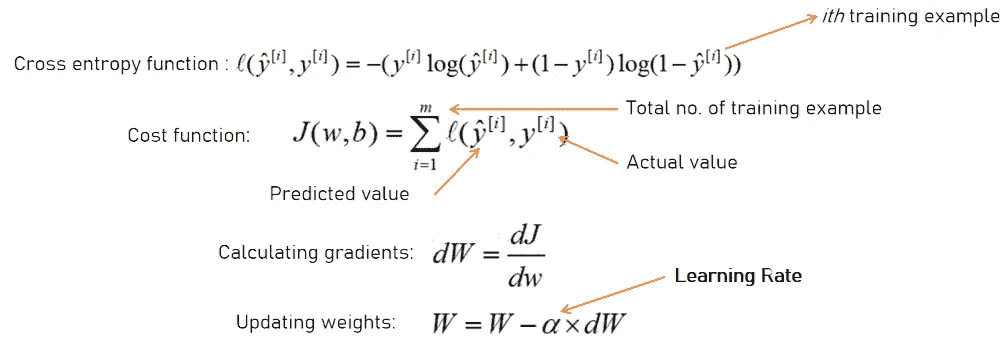 ith training example
Cross entropy function : ℓ(ŷ^[i], y^[i]) = −(y^[i] log(ŷ^[i]) + (1 − y^[i]) log(1 − ŷ^[i]))
Total no. of training example
Cost function: J(w,b) = ∑_{i=1}^{m} ℓ(ŷ^[i], y^[i])
Actual value
Predicted value
Calculating gradients: dW = dJ/dw
Learning Rate
Updating weights: W = W − α × dW